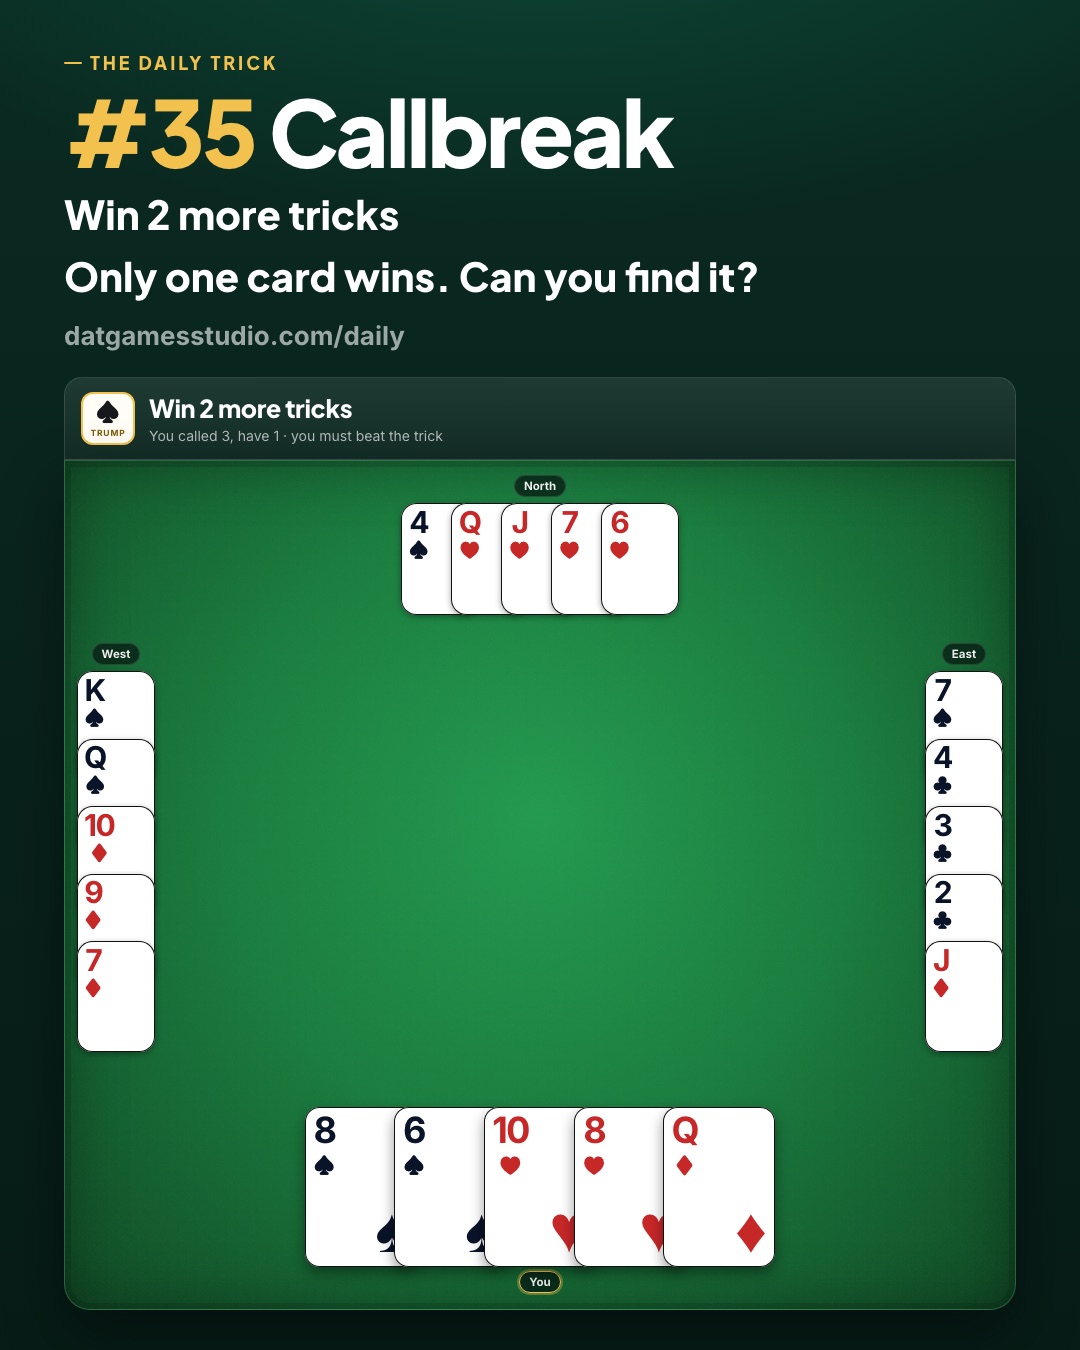 — THE DAILY TRICK
#35 Callbreak
Win 2 more tricks
Only one card wins. Can you find it?
datgamesstudio.com/daily
TRUMP
Win 2 more tricks
You called 3, have 1 · you must beat the trick
North
4 Q J 7 6
West
K
Q
10
9
7
East
7
4
3
2
J
8 6 10 8 Q
You